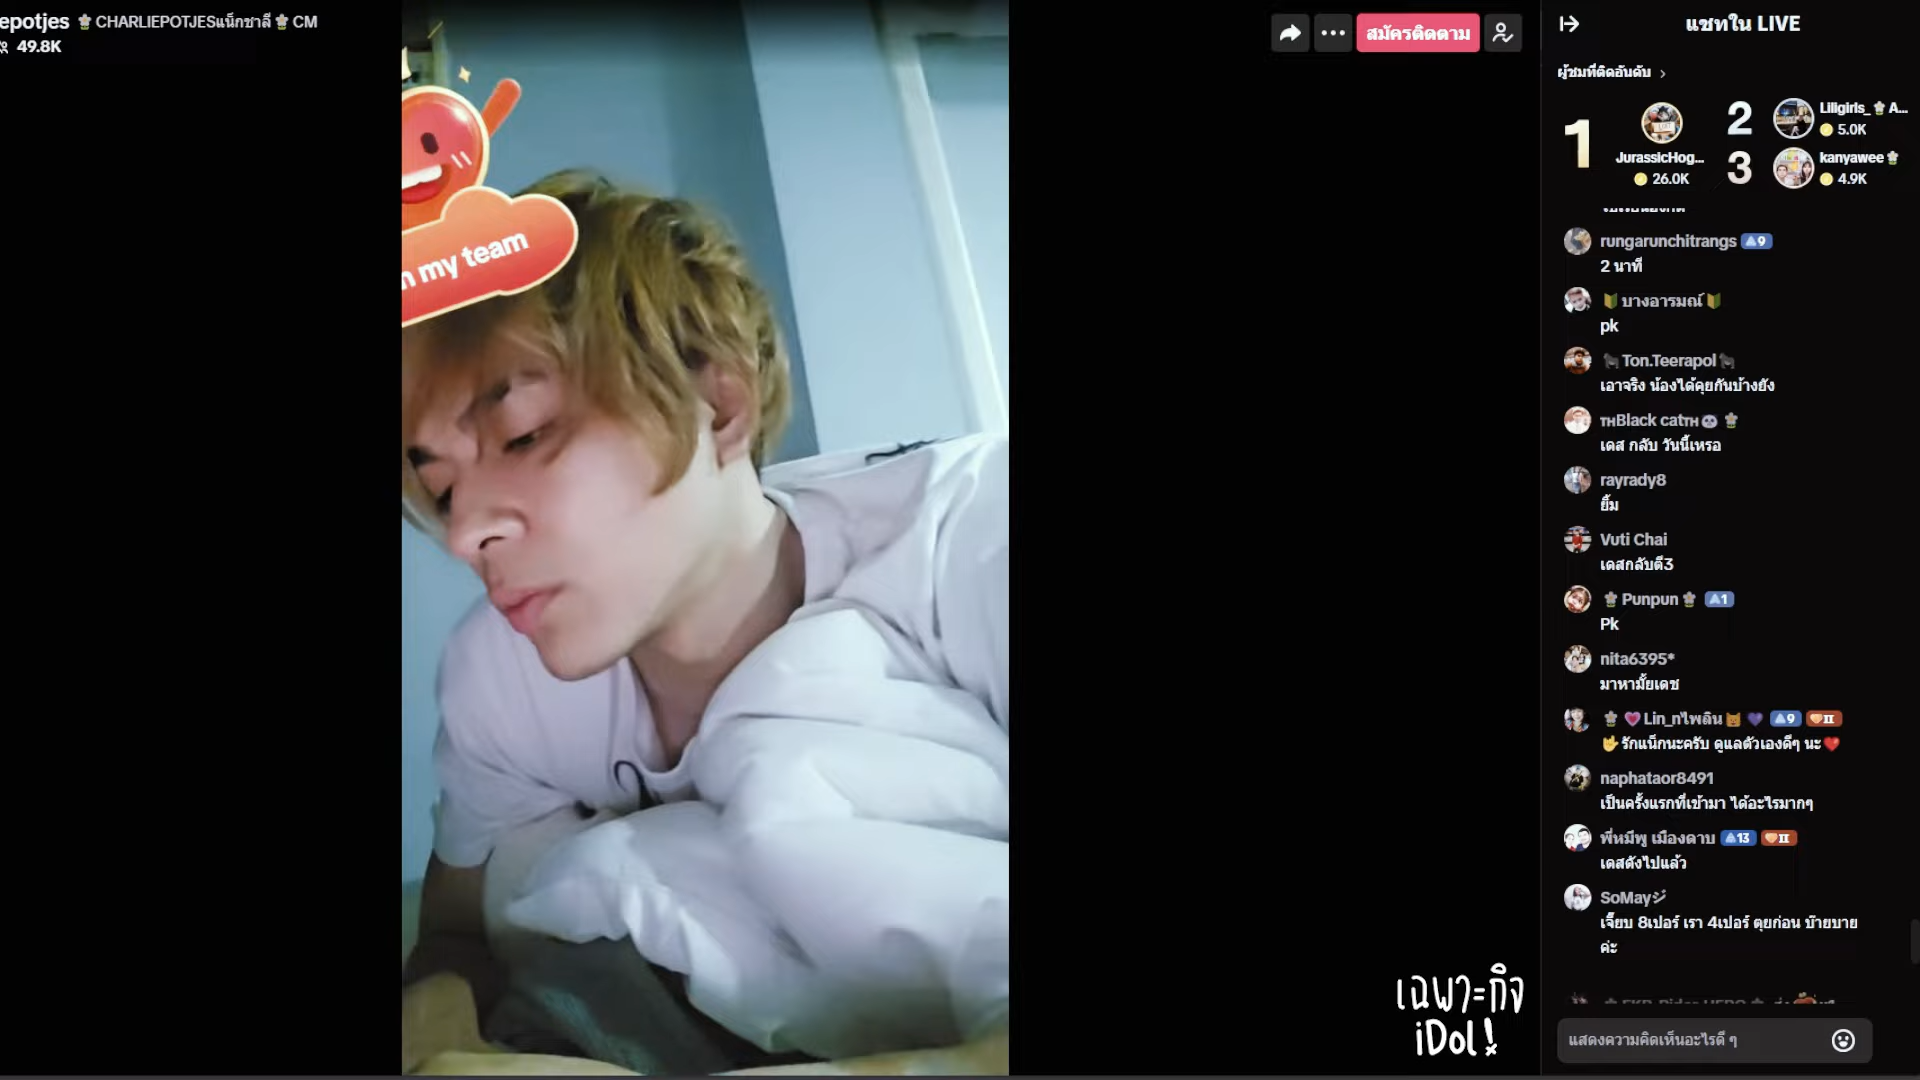 epotjes CHARLIEPOTJESแน็กชาลี CM
49.8K
my team
สมัครติดตาม
แชทใน LIVE
ผู้ชมที่ติดอันดับ
1
JurassicHog...
26.0K
2
Liligirls_ A...
5.0K
3
kanyawee
4.9K
rungarunchitrangs 9
2 นาที
บางอารมณ์
pk
Ton.Teerapol
เอาจริง น้องได้คุยกันบ้างยัง
ᴛʜBlack catᴛʜ
เดส กลับ วันนี้เหรอ
rayrady8
ยิ้ม
Vuti Chai
เดสกลับตี3
Punpun 1
Pk
nita6395*
มาหามั้ยเดช
Lin_nไพลิน 9 II
รักแน็กนะครับ ดูแลตัวเองดีๆ นะ
naphataor8491
เป็นครั้งแรกที่เข้ามา ได้อะไรมากๆ
พี่หมีพู เมืองดาบ 13 II
เดสดังไปแล้ว
SoMayジ
เจี๊ยบ 8เปอร์ เรา 4เปอร์ ตุยก่อน บ๊ายบาย
ค่ะ
แสดงความคิดเห็นอะไรดี ๆ
เฉพาะกิจ
iDol!